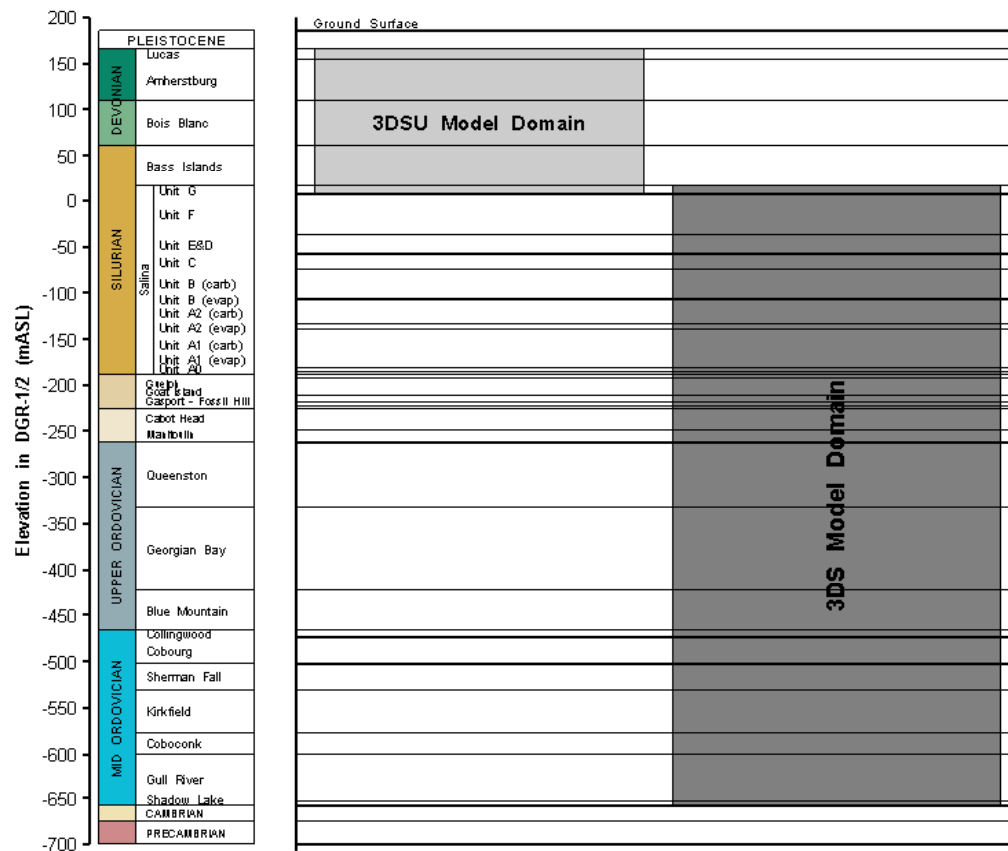 Elevation in DGR-1/2 (mASL)
200
150
100
50
0
-50
-100
-150
-200
-250
-300
-350
-400
-450
-500
-550
-600
-650
-700
PLEISTOCENE
DEVONIAN
Lucas
Amherstburg
Bois Blanc
SILURIAN
Bass Islands
Salina
Unit G
Unit F
Unit E&D
Unit C
Unit B (carb)
Unit B (evap)
Unit A2 (carb)
Unit A2 (evap)
Unit A1 (carb)
Unit A1 (evap)
Unit A0
Guelph
Goat Island
Gasport - Fossil Hill
Cabot Head
Manitoulin
UPPER ORDOVICIAN
Queenston
Georgian Bay
Blue Mountain
MID ORDOVICIAN
Collingwood
Cobourg
Sherman Fall
Kirkfield
Coboconk
Gull River
Shadow Lake
CAMBRIAN
PRECAMBRIAN
Ground Surface
3DSU Model Domain
3DS Model Domain